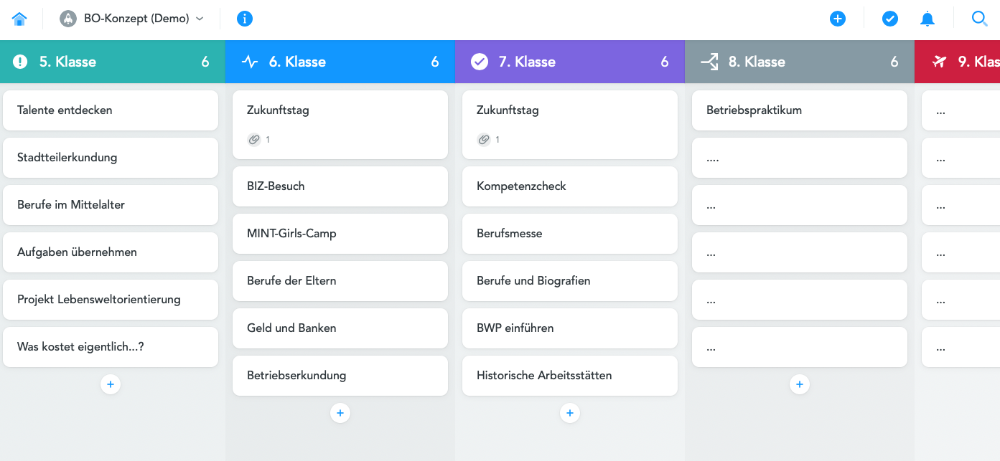 BO-Konzept (Demo)
5. Klasse 6
Talente entdecken
Stadtteilerkundung
Berufe im Mittelalter
Aufgaben übernehmen
Projekt Lebensweltorientierung
Was kostet eigentlich...?
6. Klasse 6
Zukunftstag
1
BIZ-Besuch
MINT-Girls-Camp
Berufe der Eltern
Geld und Banken
Betriebserkundung
7. Klasse 6
Zukunftstag
1
Kompetenzcheck
Berufsmesse
Berufe und Biografien
BWP einführen
Historische Arbeitsstätten
8. Klasse 6
Betriebspraktikum
....
...
...
...
...
9. Klas
...
...
...
...
...
...